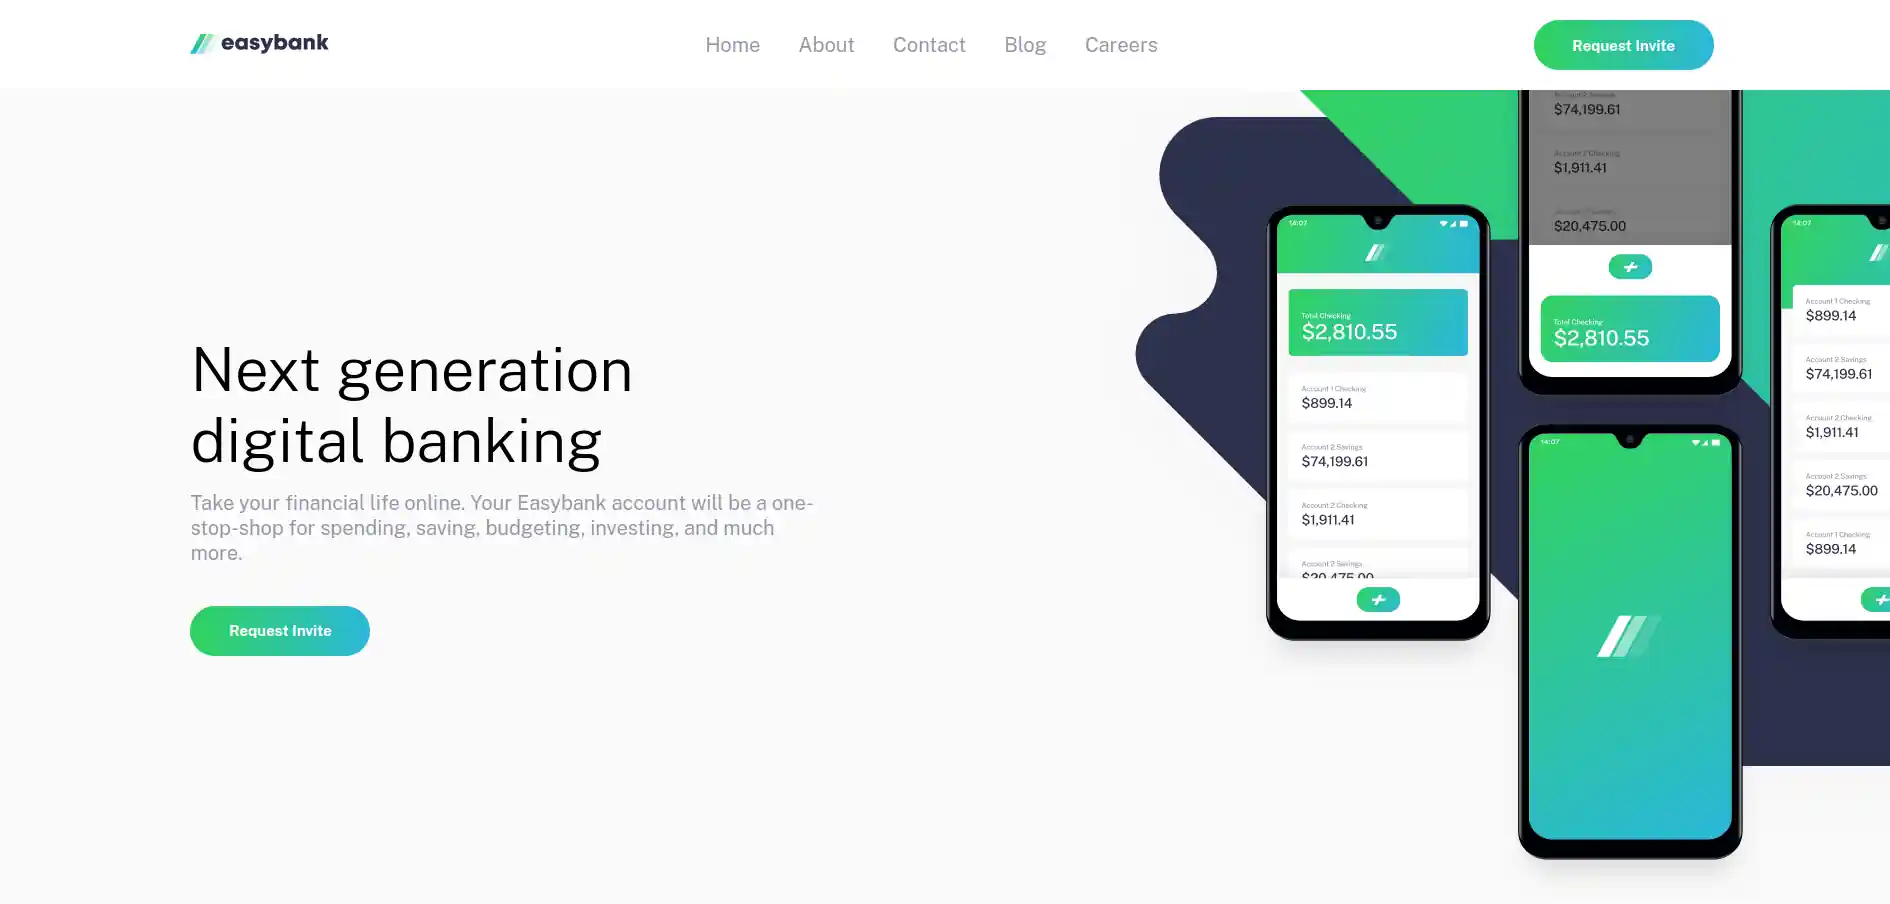 easybank
Home
About
Contact
Blog
Careers
Request Invite
Next generation
digital banking
Take your financial life online. Your Easybank account will be a one-
stop-shop for spending, saving, budgeting, investing, and much
more.
Request Invite
14:07
Total Checking
$2,810.55
Account 1 Checking
$899.14
Account 2 Savings
$74,199.61
Account 2 Checking
$1,911.41
Account 2 Savings
$20,475.00
$74,199.61
Account 2 Checking
$1,911.41
$20,475.00
Total Checking
$2,810.55
14:07
14:07
Account 1 Checking
$899.14
Account 2 Savings
$74,199.61
Account 2 Checking
$1,911.41
Account 2 Savings
$20,475.00
Account 1 Checking
$899.14